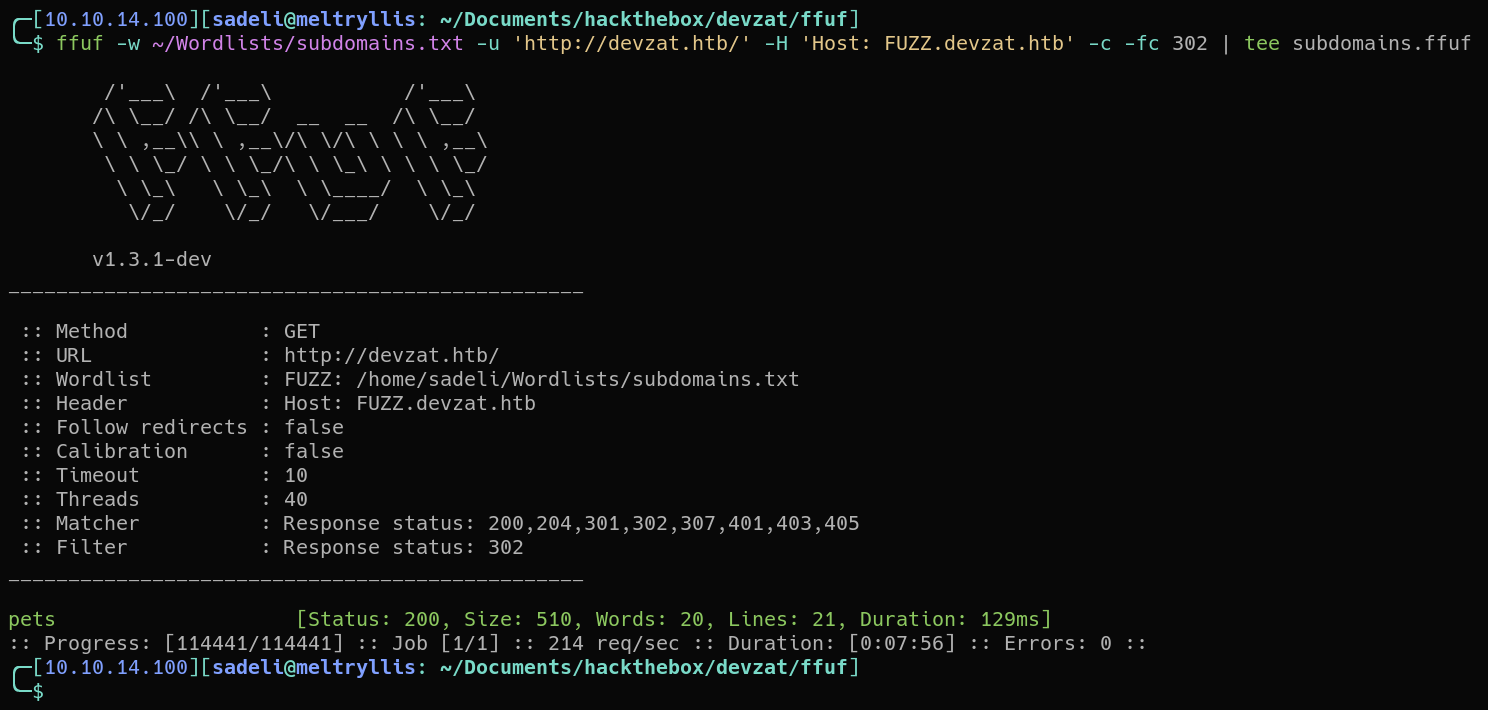 ╭─[10.10.14.100][sadeli@meltryllis: ~/Documents/hackthebox/devzat/ffuf]
╰─$ ffuf -w ~/Wordlists/subdomains.txt -u 'http://devzat.htb/' -H 'Host: FUZZ.devzat.htb' -c -fc 302 | tee subdomains.ffuf

        /'___\  /'___\           /'___\
       /\ \__/ /\ \__/  __  __  /\ \__/
       \ \ ,__\\ \ ,__\/\ \/\ \ \ \ ,__\
        \ \ \_/ \ \ \_/\ \ \_\ \ \ \ \_/
         \ \_\   \ \_\  \ \____/  \ \_\
          \/_/    \/_/   \/___/    \/_/

       v1.3.1-dev
________________________________________________

 :: Method           : GET
 :: URL              : http://devzat.htb/
 :: Wordlist         : FUZZ: /home/sadeli/Wordlists/subdomains.txt
 :: Header           : Host: FUZZ.devzat.htb
 :: Follow redirects : false
 :: Calibration      : false
 :: Timeout          : 10
 :: Threads          : 40
 :: Matcher          : Response status: 200,204,301,302,307,401,403,405
 :: Filter           : Response status: 302
________________________________________________

pets                    [Status: 200, Size: 510, Words: 20, Lines: 21, Duration: 129ms]
:: Progress: [114441/114441] :: Job [1/1] :: 214 req/sec :: Duration: [0:07:56] :: Errors: 0 ::
╭─[10.10.14.100][sadeli@meltryllis: ~/Documents/hackthebox/devzat/ffuf]
╰─$